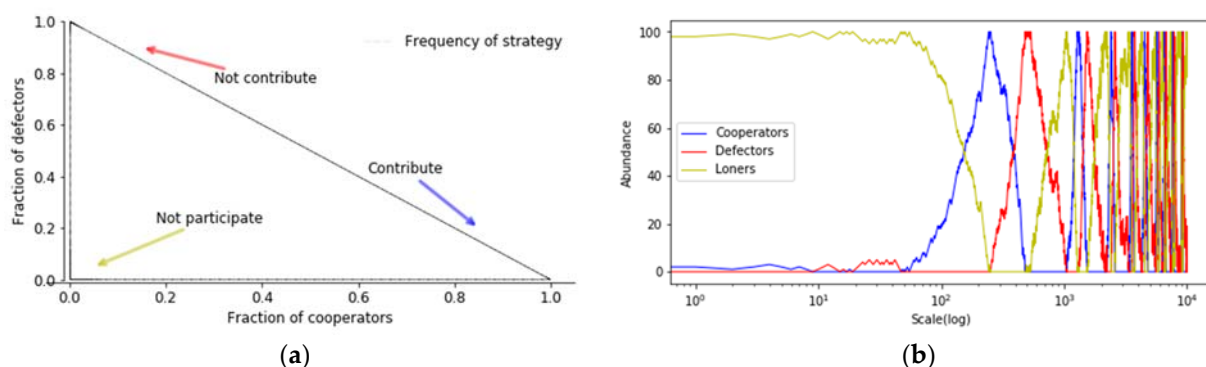 1.0
0.8
0.6
0.4
0.2
0.0
Fraction of defectors
Frequency of strategy
Not contribute
Contribute
Not participate
0.0 0.2 0.4 0.6 0.8 1.0
Fraction of cooperators
(a)
100
80
60
40
20
0
Abundance
Cooperators
Defectors
Loners
10⁰ 10¹ 10² 10³ 10⁴
Scale(log)
(b)